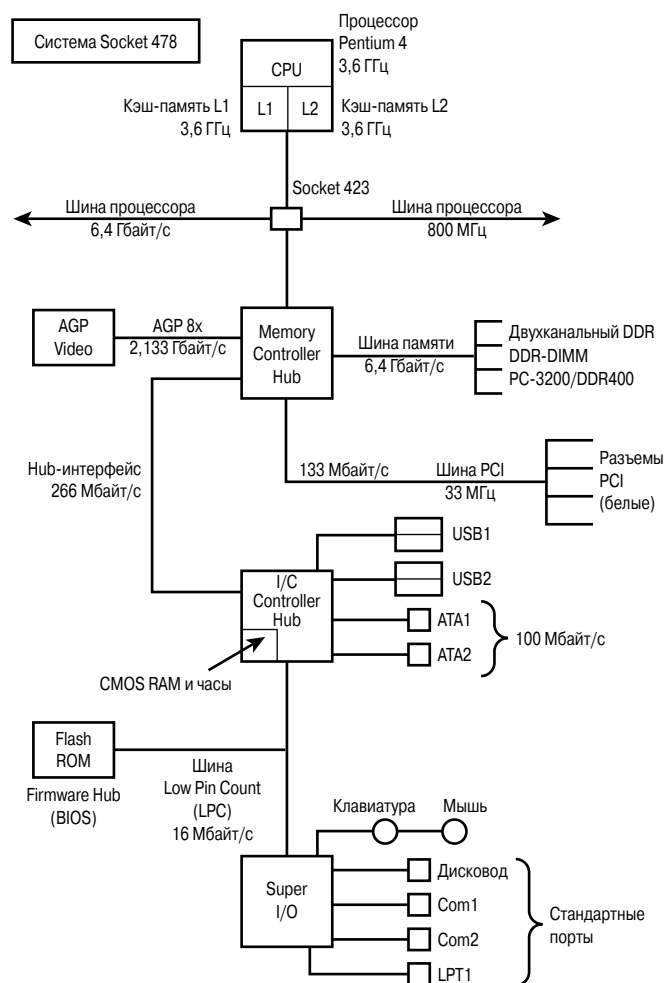 Система Socket 478
Процессор
Pentium 4
3,6 ГГц
CPU
L1
L2
Кэш-память L1
3,6 ГГц
Кэш-память L2
3,6 ГГц
Socket 423
Шина процессора
6,4 Гбайт/с
Шина процессора
800 МГц
AGP
Video
AGP 8x
2,133 Гбайт/с
Memory
Controller
Hub
Шина памяти
6,4 Гбайт/с
Двухканальный DDR
DDR-DIMM
PC-3200/DDR400
Hub-интерфейс
266 Мбайт/с
133 Мбайт/с
Шина PCI
33 МГц
Разъемы
PCI
(белые)
USB1
USB2
I/C
Controller
Hub
ATA1
ATA2
100 Мбайт/с
CMOS RAM и часы
Flash
ROM
Firmware Hub
(BIOS)
Шина
Low Pin Count
(LPC)
16 Мбайт/с
Клавиатура
Мышь
Super
I/O
Дисковод
Com1
Com2
LPT1
Стандартные
порты